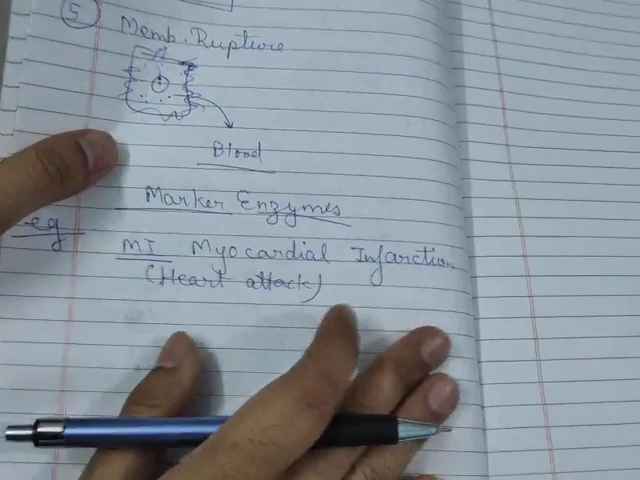 5 Memb. Rupture
Blood
Marker Enzymes
eg
MI Myocardial Infarction
(Heart attack)